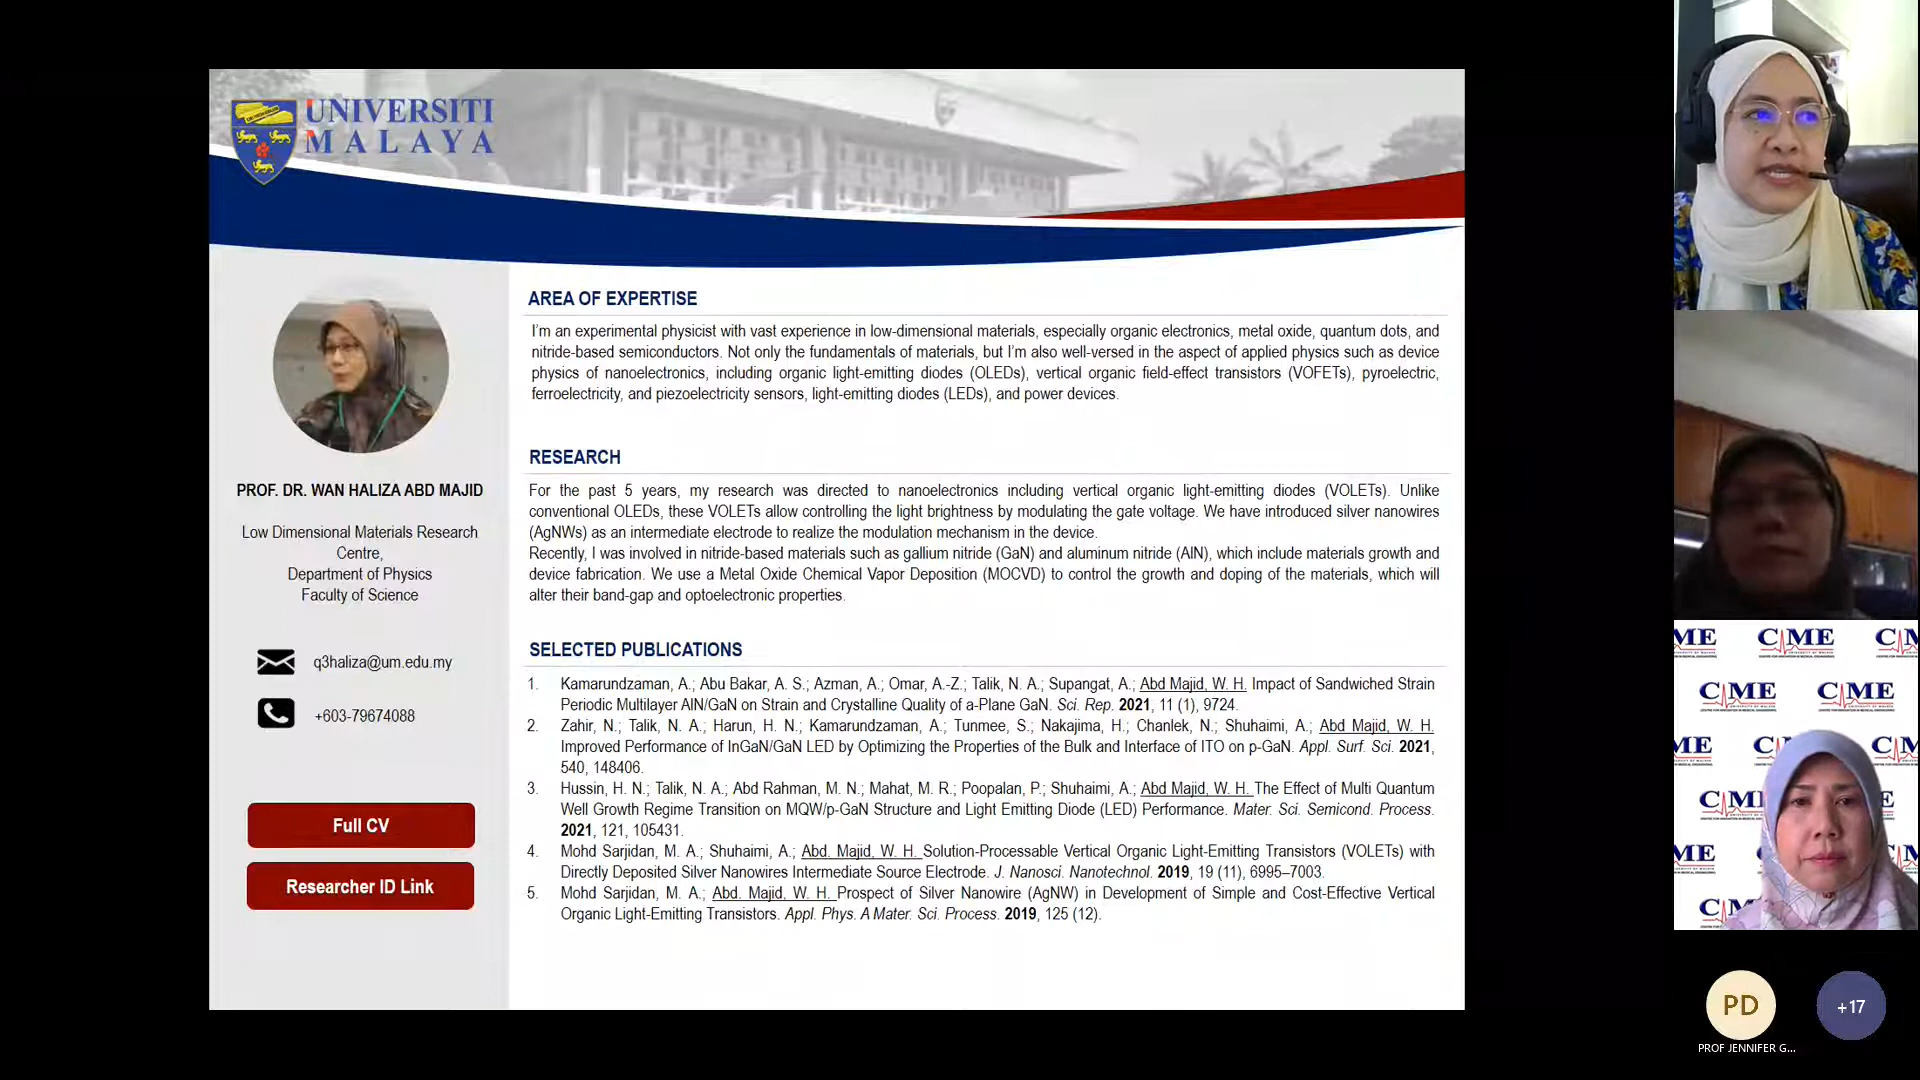 UNIVERSITI
MALAYA
PROF. DR. WAN HALIZA ABD MAJID
Low Dimensional Materials Research
Centre,
Department of Physics
Faculty of Science
q3haliza@um.edu.my
+603-79674088
Full CV
Researcher ID Link
AREA OF EXPERTISE
I'm an experimental physicist with vast experience in low-dimensional materials, especially organic electronics, metal oxide, quantum dots, and
nitride-based semiconductors. Not only the fundamentals of materials, but I'm also well-versed in the aspect of applied physics such as device
physics of nanoelectronics, including organic light-emitting diodes (OLEDs), vertical organic field-effect transistors (VOFETs), pyroelectric,
ferroelectricity, and piezoelectricity sensors, light-emitting diodes (LEDs), and power devices.
RESEARCH
For the past 5 years, my research was directed to nanoelectronics including vertical organic light-emitting diodes (VOLETs). Unlike
conventional OLEDs, these VOLETs allow controlling the light brightness by modulating the gate voltage. We have introduced silver nanowires
(AgNWs) as an intermediate electrode to realize the modulation mechanism in the device.
Recently, I was involved in nitride-based materials such as gallium nitride (GaN) and aluminum nitride (AlN), which include materials growth and
device fabrication. We use a Metal Oxide Chemical Vapor Deposition (MOCVD) to control the growth and doping of the materials, which will
alter their band-gap and optoelectronic properties.
SELECTED PUBLICATIONS
1. Kamarundzaman, A.; Abu Bakar, A. S.; Azman, A.; Omar, A.-Z.; Talik, N. A.; Supangat, A.; Abd Majid, W. H. Impact of Sandwiched Strain
Periodic Multilayer AlN/GaN on Strain and Crystalline Quality of a-Plane GaN. Sci. Rep. 2021, 11 (1), 9724.
2. Zahir, N.; Talik, N. A.; Harun, H. N.; Kamarundzaman, A.; Tunmee, S.; Nakajima, H.; Chanlek, N.; Shuhaimi, A.; Abd Majid, W. H.
Improved Performance of InGaN/GaN LED by Optimizing the Properties of the Bulk and Interface of ITO on p-GaN. Appl. Surf. Sci. 2021,
540, 148406.
3. Hussin, H. N.; Talik, N. A.; Abd Rahman, M. N.; Mahat, M. R.; Poopalan, P.; Shuhaimi, A.; Abd Majid, W. H. The Effect of Multi Quantum
Well Growth Regime Transition on MQW/p-GaN Structure and Light Emitting Diode (LED) Performance. Mater. Sci. Semicond. Process.
2021, 121, 105431.
4. Mohd Sarjidan, M. A.; Shuhaimi, A.; Abd. Majid, W. H. Solution-Processable Vertical Organic Light-Emitting Transistors (VOLETs) with
Directly Deposited Silver Nanowires Intermediate Source Electrode. J. Nanosci. Nanotechnol. 2019, 19 (11), 6995–7003.
5. Mohd Sarjidan, M. A.; Abd. Majid, W. H. Prospect of Silver Nanowire (AgNW) in Development of Simple and Cost-Effective Vertical
Organic Light-Emitting Transistors. Appl. Phys. A Mater. Sci. Process. 2019, 125 (12).
CIME
CIME
CIME
PD
+17
PROF JENNIFER G...